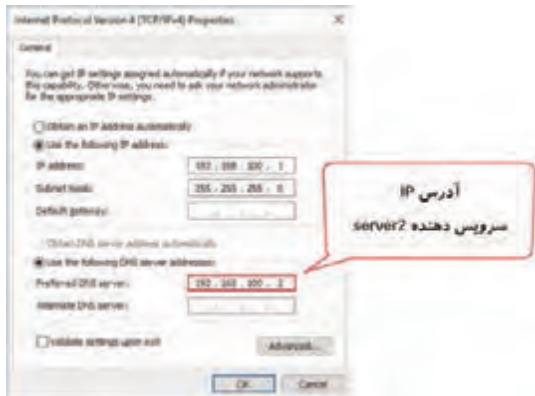 Internet Protocol Version 4 (TCP/IPv4) Properties
General
You can get IP settings assigned automatically if your network supports
this capability. Otherwise, you need to ask your network administrator
for the appropriate IP settings.
Obtain an IP address automatically
Use the following IP address:
IP address: 192 . 168 . 100 . 1
Subnet mask: 255 . 255 . 255 . 0
Default gateway:
Obtain DNS server address automatically
Use the following DNS server addresses:
Preferred DNS server: 192 . 168 . 100 . 2
Alternate DNS server:
Validate settings upon exit
Advanced...
OK Cancel
آدرس IP
سرویس دهنده server2